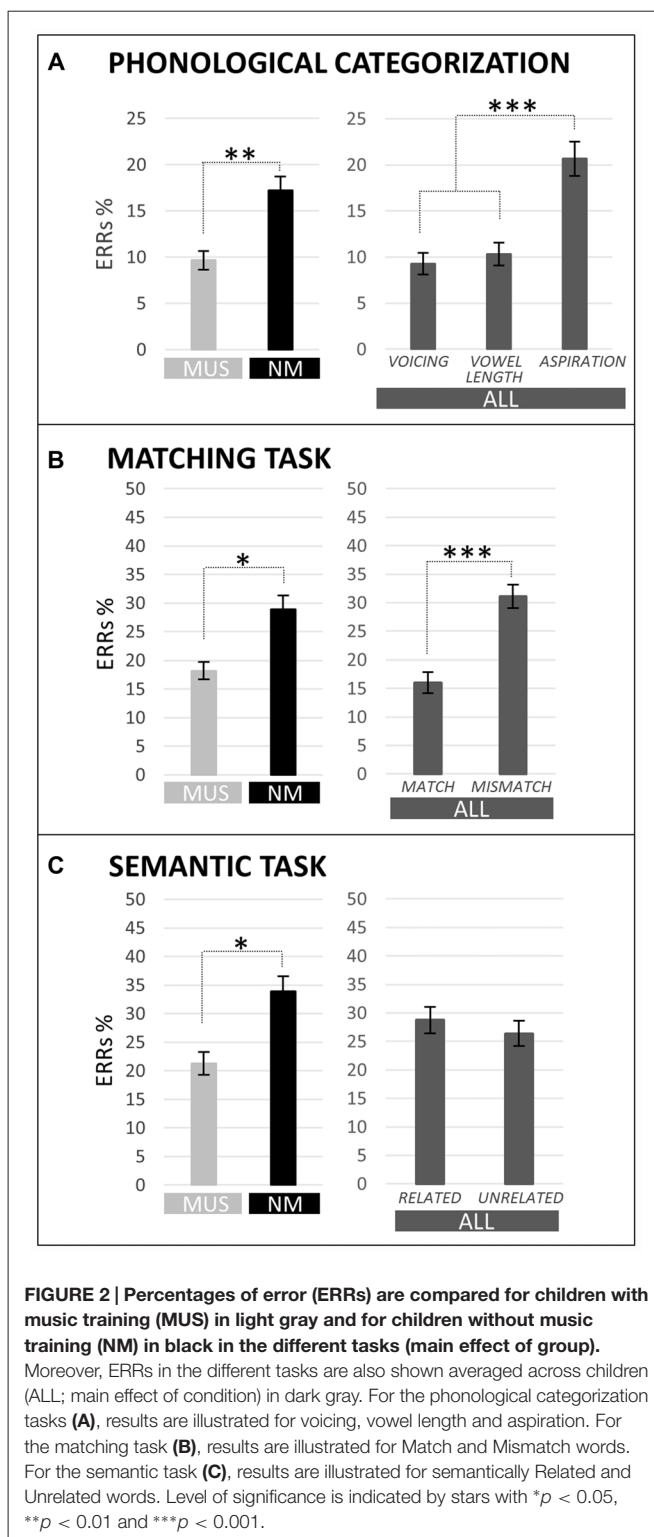 A PHONOLOGICAL CATEGORIZATION
ERRs %
25
20
15
10
5
0
**
MUS NM
25
20
15
10
5
0
***
VOICING VOWEL LENGTH ASPIRATION
ALL
B MATCHING TASK
ERRs %
50
45
40
35
30
25
20
15
10
5
0
*
MUS NM
50
45
40
35
30
25
20
15
10
5
0
***
MATCH MISMATCH
ALL
C SEMANTIC TASK
ERRs %
50
45
40
35
30
25
20
15
10
5
0
*
MUS NM
50
45
40
35
30
25
20
15
10
5
0
RELATED UNRELATED
ALL
FIGURE 2 | Percentages of error (ERRs) are compared for children with
music training (MUS) in light gray and for children without music
training (NM) in black in the different tasks (main effect of group).
Moreover, ERRs in the different tasks are also shown averaged across children
(ALL; main effect of condition) in dark gray. For the phonological categorization
tasks (A), results are illustrated for voicing, vowel length and aspiration. For
the matching task (B), results are illustrated for Match and Mismatch words.
For the semantic task (C), results are illustrated for semantically Related and
Unrelated words. Level of significance is indicated by stars with *p < 0.05,
**p < 0.01 and ***p < 0.001.